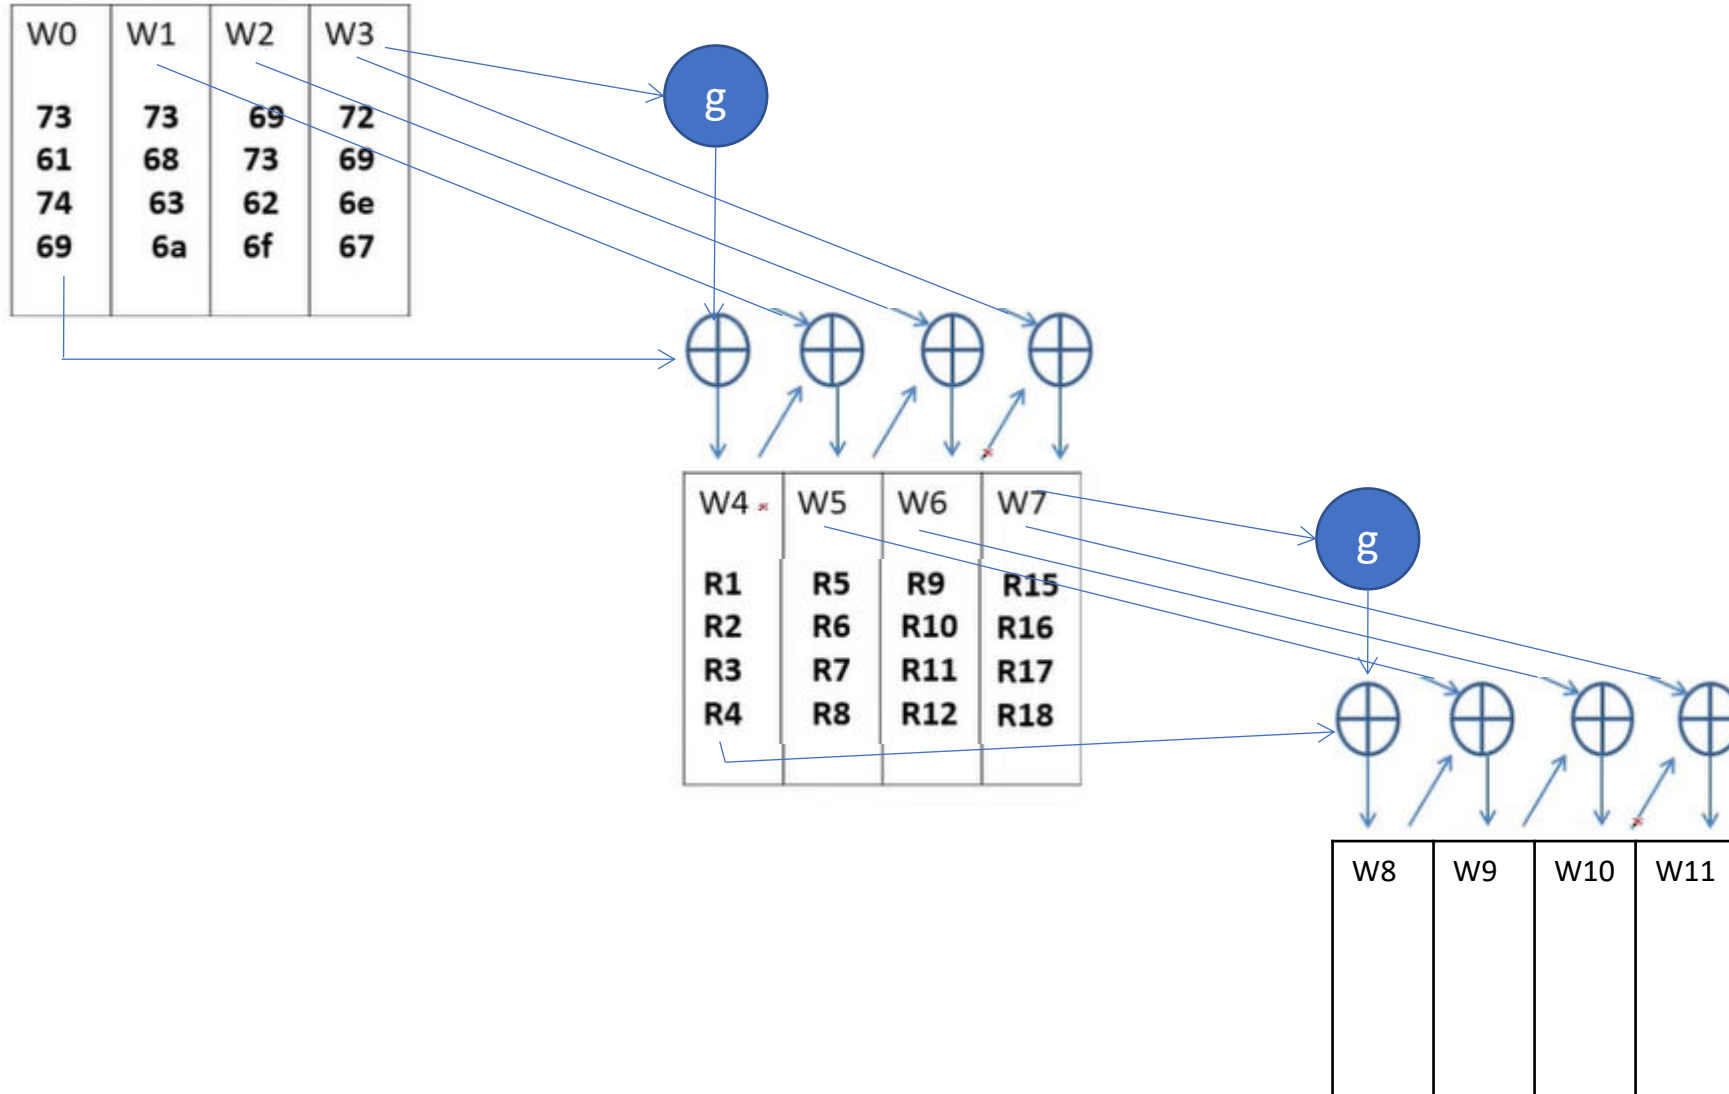 W0 W1 W2 W3
73 73 69 72
61 68 73 69
74 63 62 6e
69 6a 6f 67
g
W4 W5 W6 W7
R1 R5 R9 R15
R2 R6 R10 R16
R3 R7 R11 R17
R4 R8 R12 R18
g
W8 W9 W10 W11